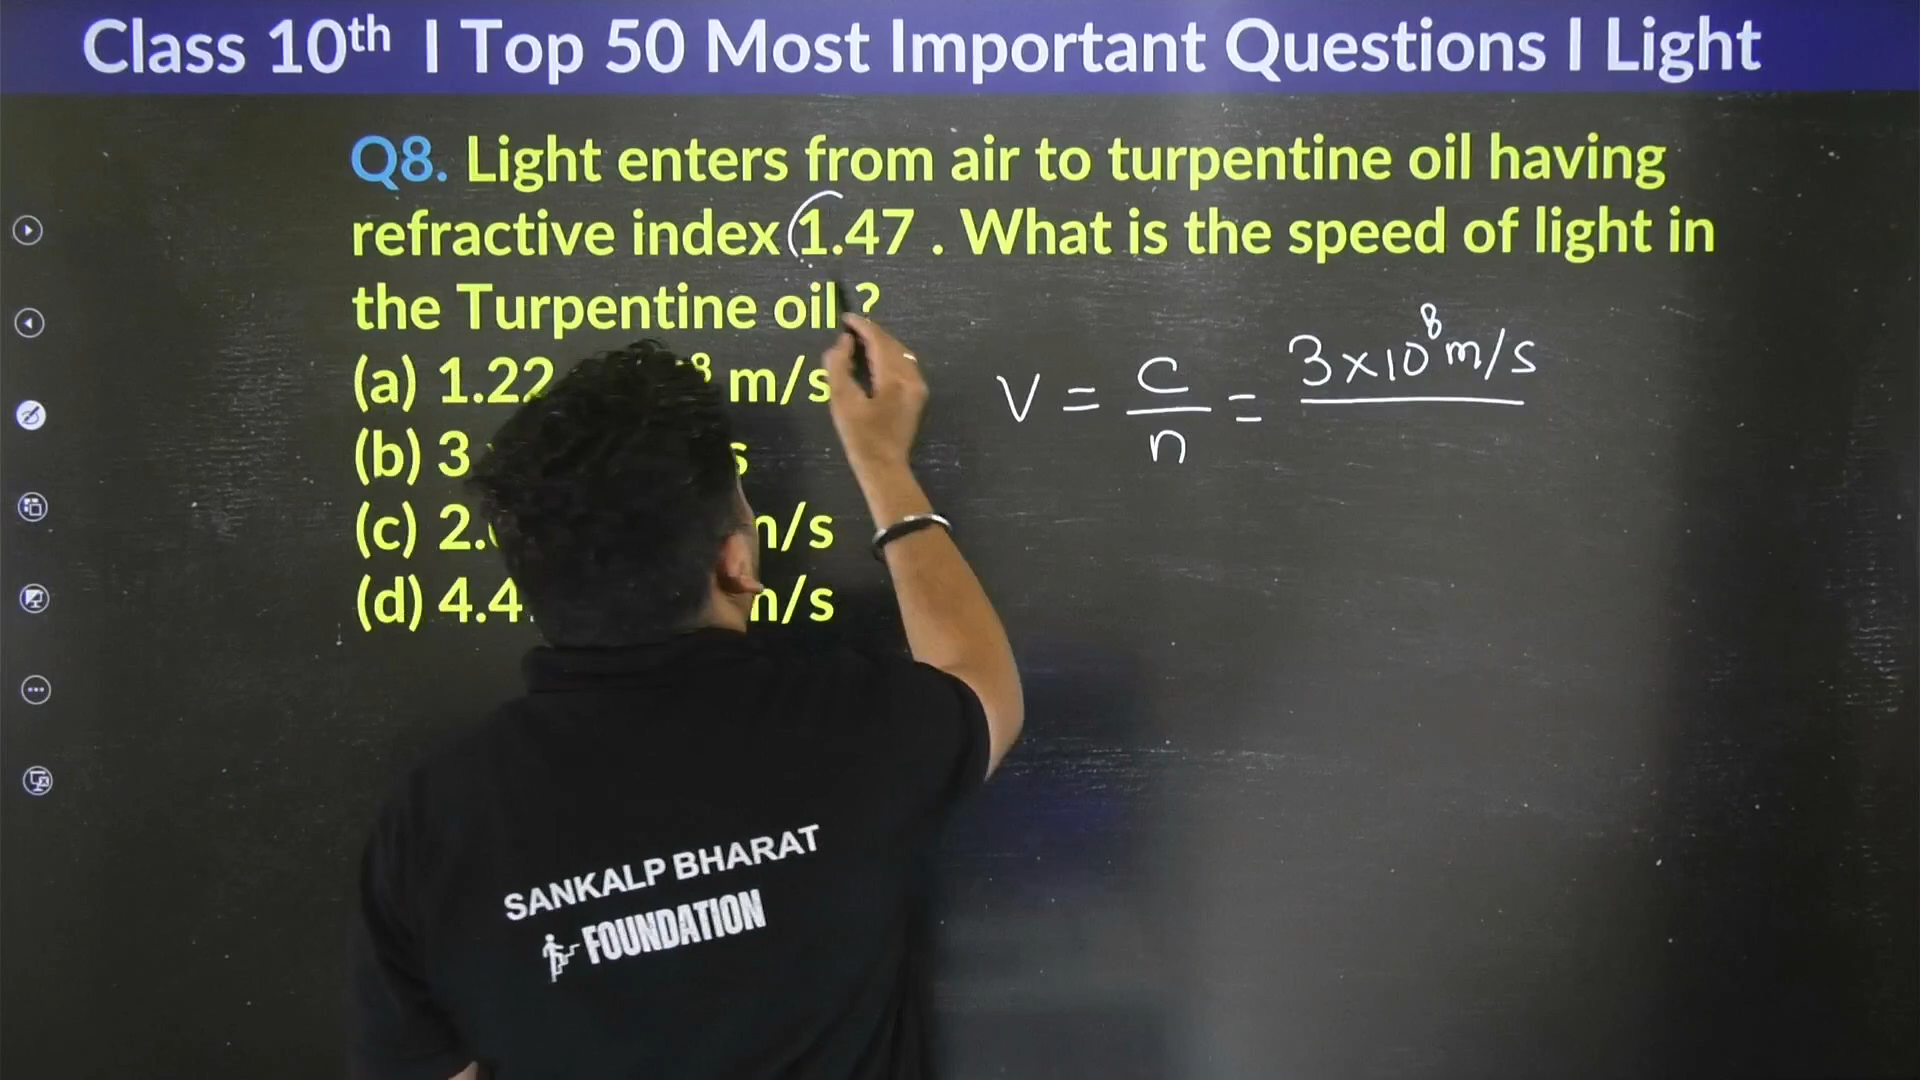 Class 10th I Top 50 Most Important Questions I Light
Q8. Light enters from air to turpentine oil having
refractive index 1.47 . What is the speed of light in
the Turpentine oil ?
(a) 1.22 8 m/s
(b) 3 s
(c) 2. m/s
(d) 4.4 m/s
V = C/n = 3×10⁸m/s
SANKALP BHARAT
FOUNDATION